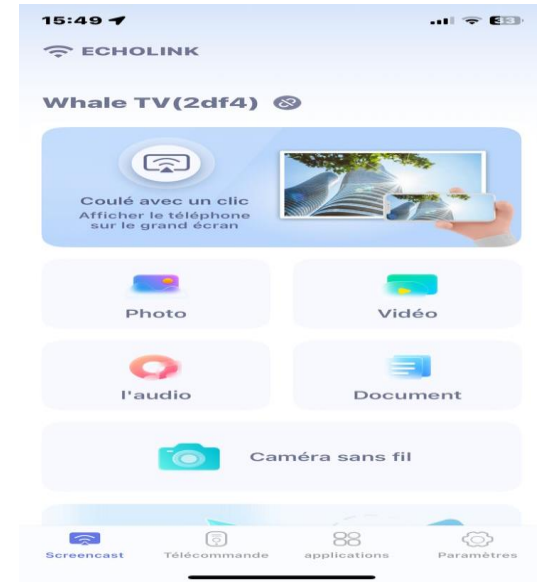 15:49
33
ECHOLINK
Whale TV(2df4)
Coulé avec un clic
Afficher le téléphone
sur le grand écran
Photo
Vidéo
l'audio
Document
Caméra sans fil
Screencast
Télécommande
applications
Paramètres